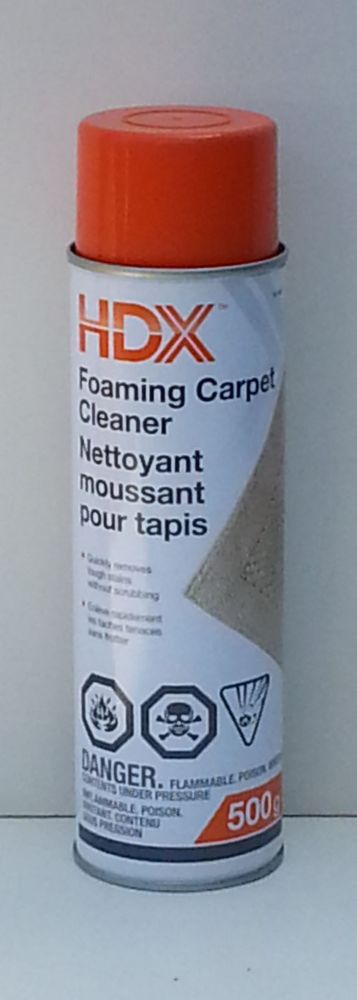 HDX™
Foaming Carpet
Cleaner
Nettoyant
moussant
pour tapis
• Quickly removes
tough stains
without scrubbing
• Enlève rapidement
les taches tenaces
sans frotter
DANGER. FLAMMABLE. POISON.
CONTENTS UNDER PRESSURE
INFLAMMABLE. POISON.
CONTENU
SOUS PRESSION
500g